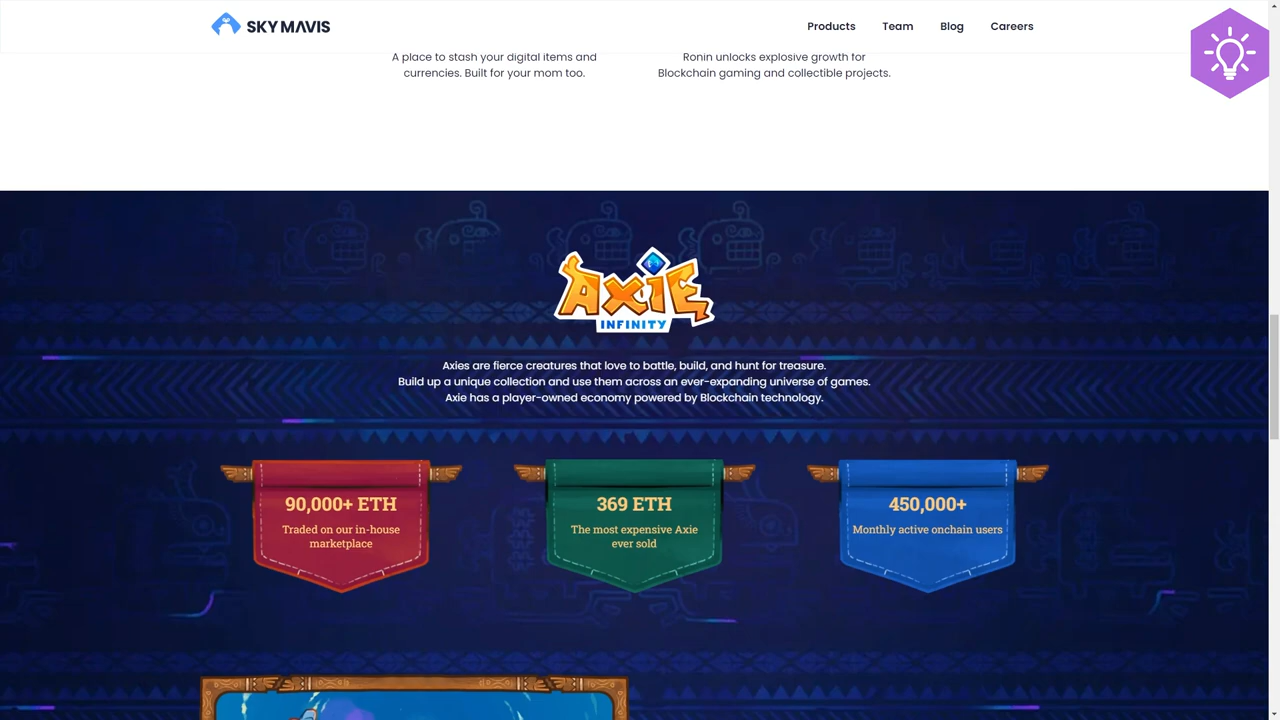 SKY MAVIS
Products
Team
Blog
Careers
A place to stash your digital items and
currencies. Built for your mom too.
Ronin unlocks explosive growth for
Blockchain gaming and collectible projects.
AXIE
INFINITY
Axies are fierce creatures that love to battle, build, and hunt for treasure.
Build up a unique collection and use them across an ever-expanding universe of games.
Axie has a player-owned economy powered by Blockchain technology.
90,000+ ETH
Traded on our in-house
marketplace
369 ETH
The most expensive Axie
ever sold
450,000+
Monthly active onchain users